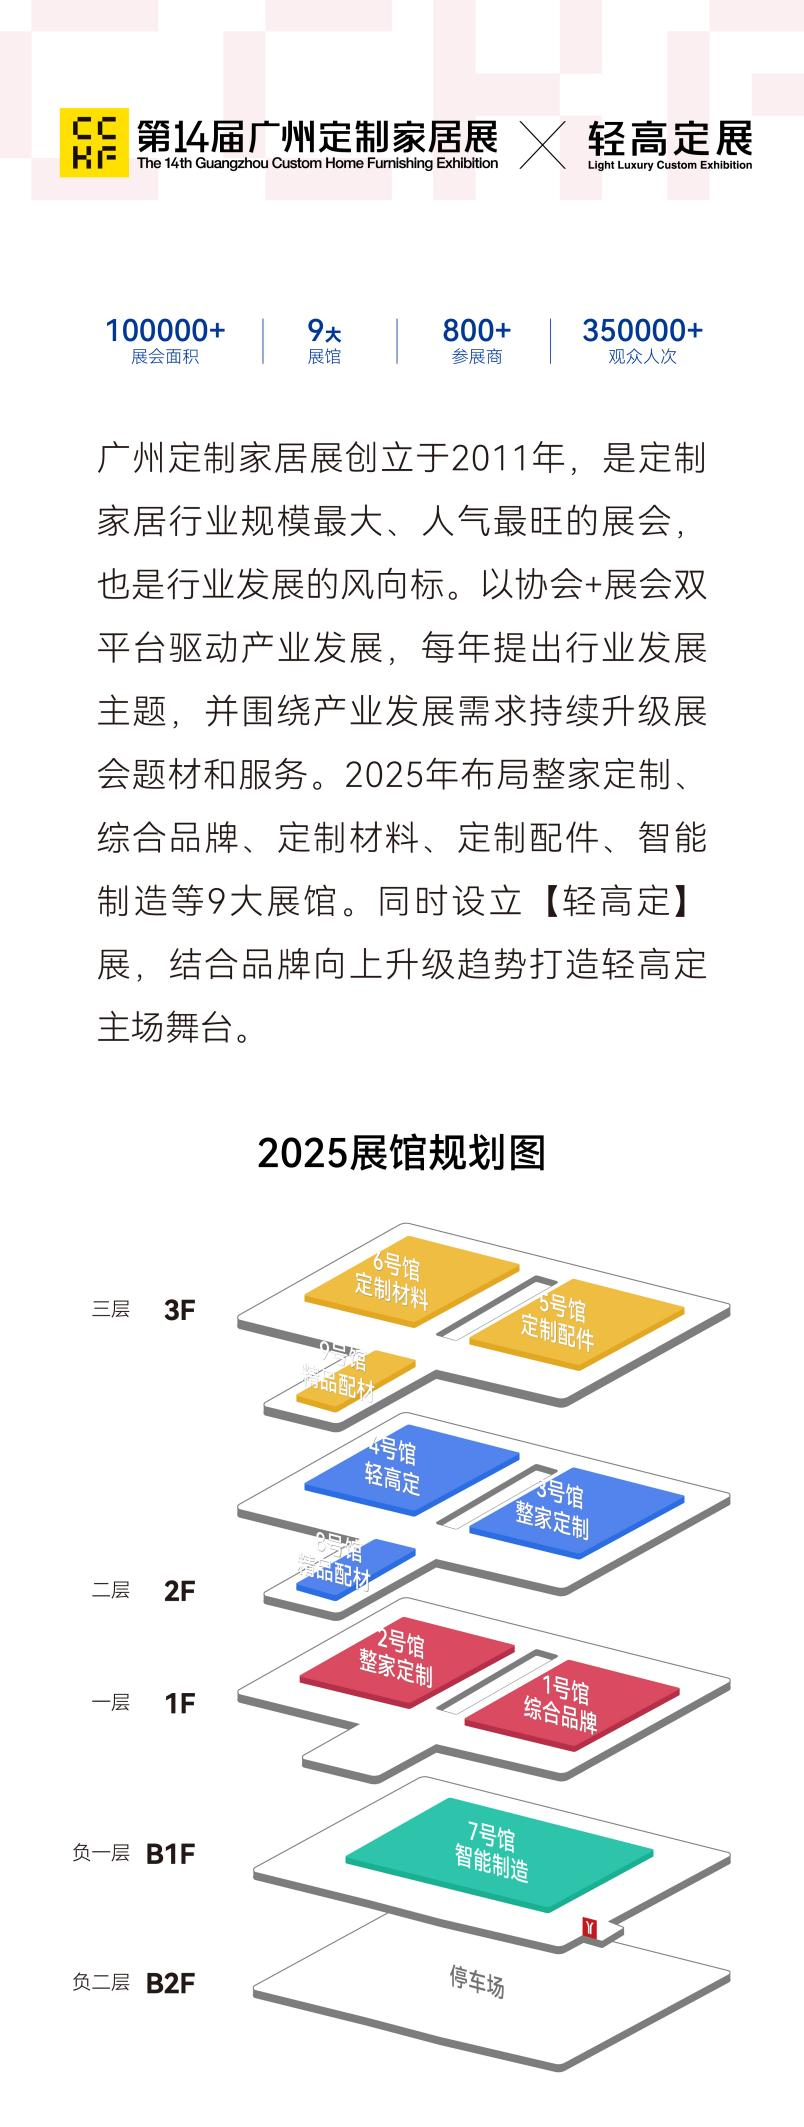 CC
KF
第14届广州定制家居展
The 14th Guangzhou Custom Home Furnishing Exhibition
轻高定展
Light Luxury Custom Exhibition
100000+
展会面积
9大
展馆
800+
参展商
350000+
观众人次
广州定制家居展创立于2011年，是定制
家居行业规模最大、人气最旺的展会，
也是行业发展的风向标。以协会+展会双
平台驱动产业发展，每年提出行业发展
主题，并围绕产业发展需求持续升级展
会题材和服务。2025年布局整家定制、
综合品牌、定制材料、定制配件、智能
制造等9大展馆。同时设立【轻高定】
展，结合品牌向上升级趋势打造轻高定
主场舞台。
2025展馆规划图
三层 3F
6号馆
定制材料
5号馆
定制配件
9号馆
精品配材
二层 2F
4号馆
轻高定
3号馆
整家定制
8号馆
精品配材
一层 1F
2号馆
整家定制
1号馆
综合品牌
负一层 B1F
7号馆
智能制造
负二层 B2F
停车场